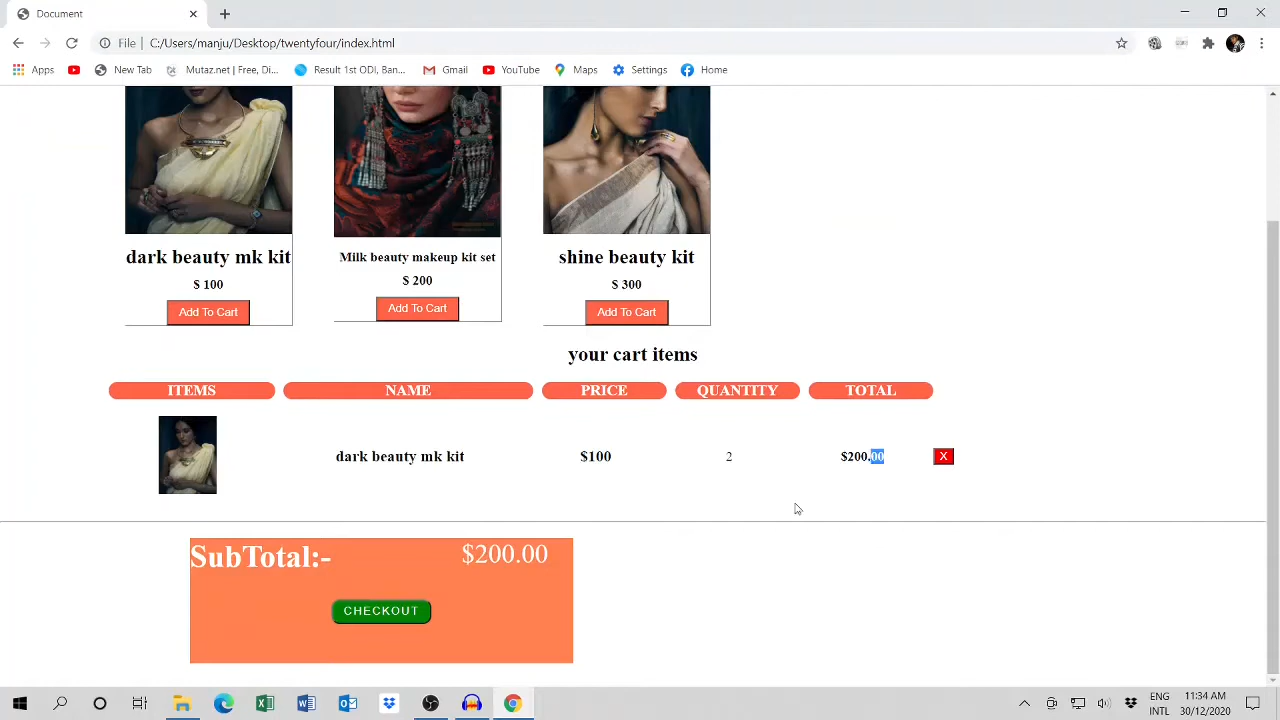 Document
File
C:/Users/manju/Desktop/twentyfour/index.html
Apps
New Tab
Mutaz.net | Free, Di...
Result 1st ODI, Ban...
Gmail
YouTube
Maps
Settings
Home
dark beauty mk kit
$ 100
Add To Cart
Milk beauty makeup kit set
$ 200
Add To Cart
shine beauty kit
$ 300
Add To Cart
your cart items
ITEMS NAME PRICE QUANTITY TOTAL
dark beauty mk kit $100 2 $200.00 X
SubTotal:- $200.00
CHECKOUT
ENG
INTL
11:34 AM
30/12/2020